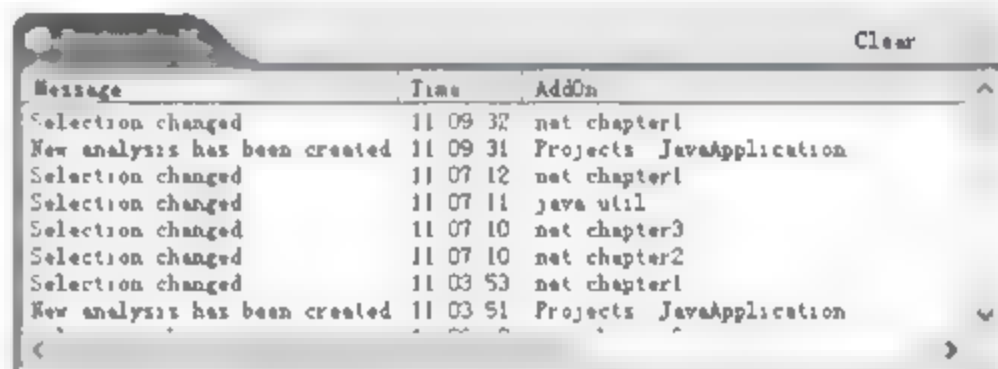 Clear
Message Time AddOn
Selection changed 11 09 32 net chapter1
New analysis has been created 11 09 31 Projects JavaApplication
Selection changed 11 07 12 net chapter1
Selection changed 11 07 11 java util
Selection changed 11 07 10 net chapter3
Selection changed 11 07 10 net chapter2
Selection changed 11 03 53 net chapter1
New analysis has been created 11 03 51 Projects JavaApplication